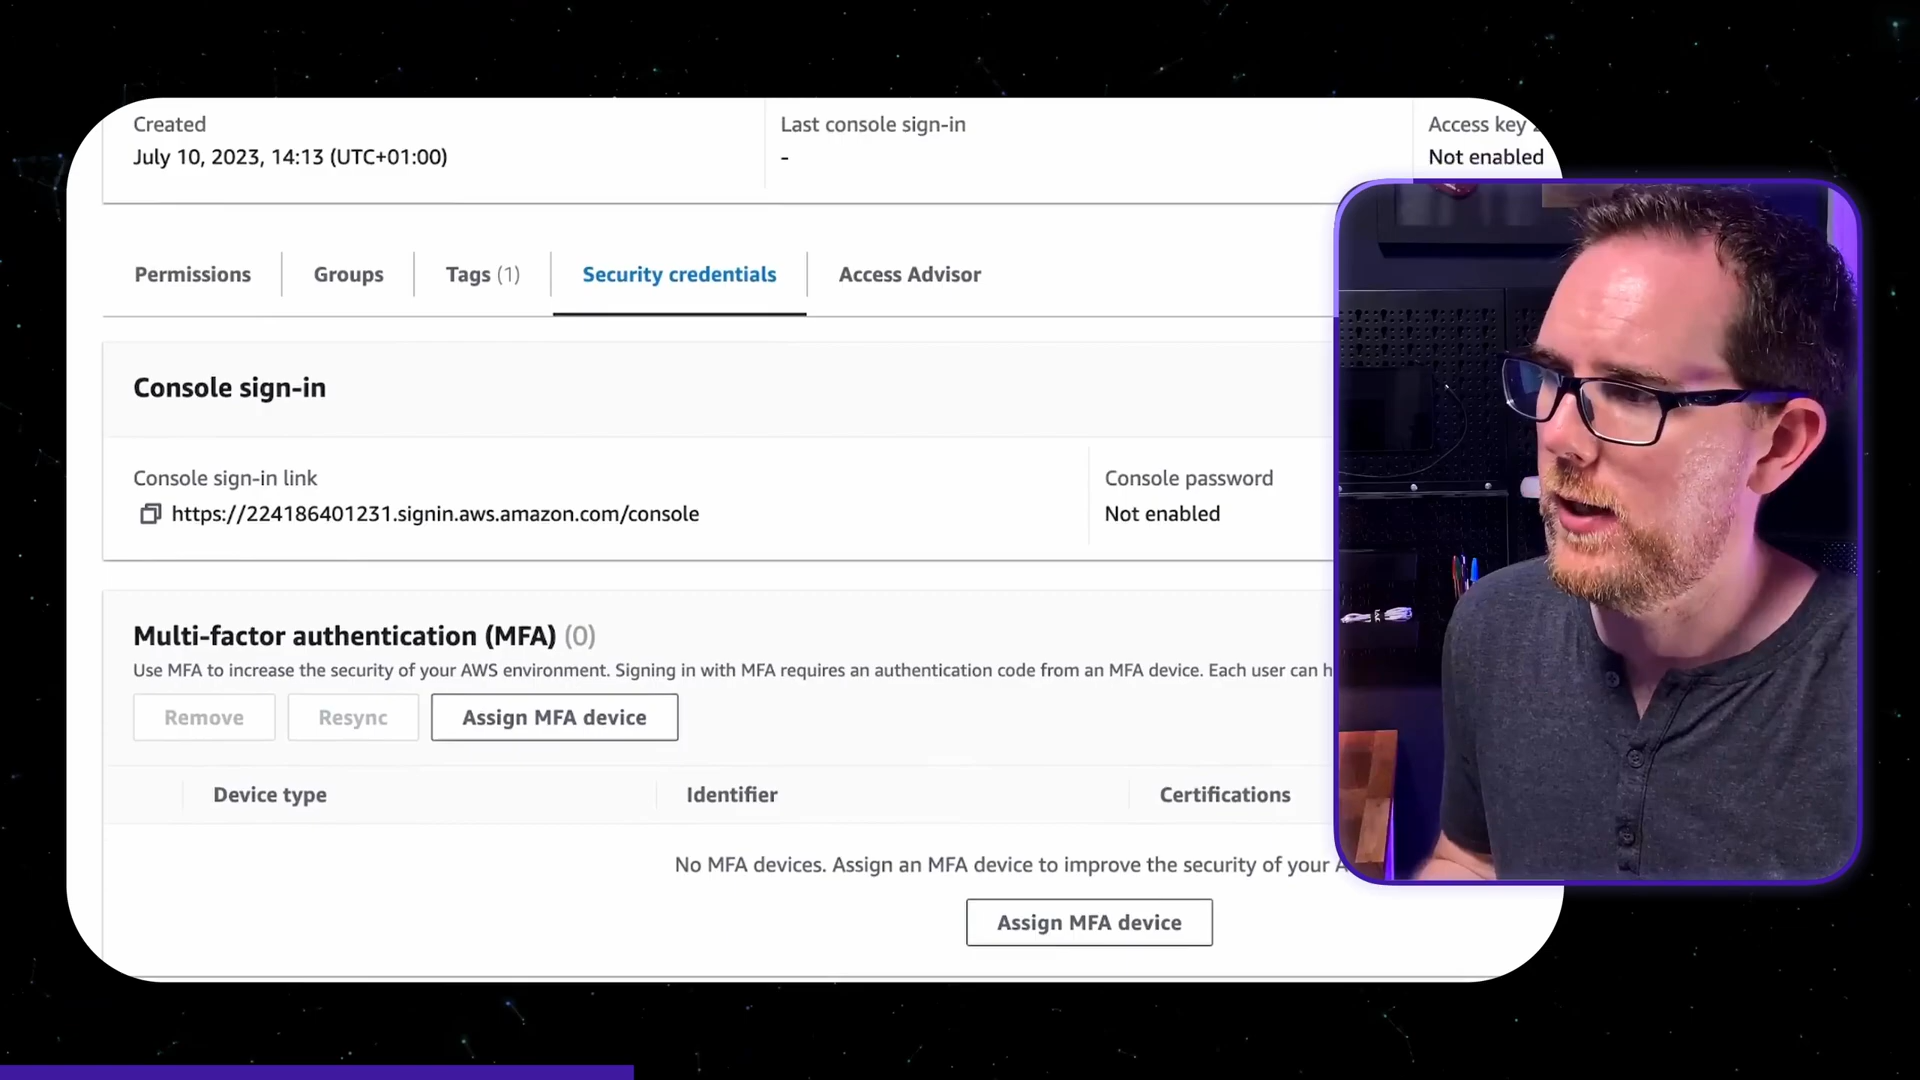 Created
Last console sign-in
Access key
July 10, 2023, 14:13 (UTC+01:00)
-
Not enabled
Permissions
Groups
Tags (1)
Security credentials
Access Advisor
Console sign-in
Console sign-in link
Console password
https://224186401231.signin.aws.amazon.com/console
Not enabled
Multi-factor authentication (MFA) (0)
Use MFA to increase the security of your AWS environment. Signing in with MFA requires an authentication code from an MFA device. Each user can
Remove
Resync
Assign MFA device
Device type
Identifier
Certifications
No MFA devices. Assign an MFA device to improve the security of your
Assign MFA device